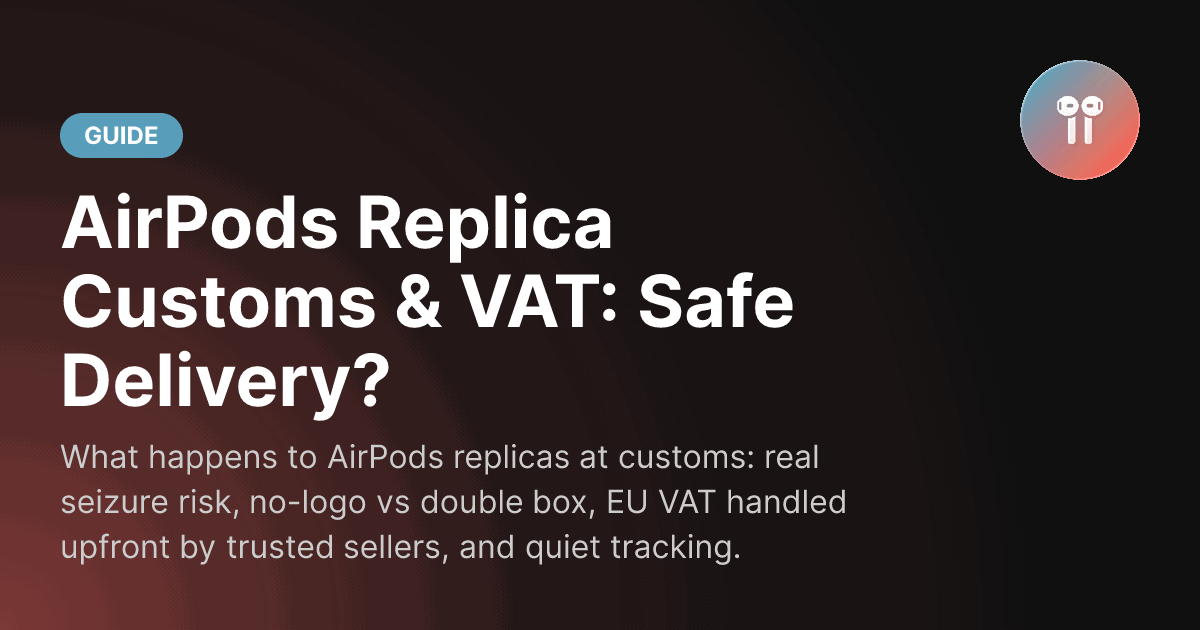 GUIDE
AirPods Replica
Customs & VAT: Safe
Delivery?
What happens to AirPods replicas at customs: real
seizure risk, no-logo vs double box, EU VAT handled
upfront by trusted sellers, and quiet tracking.